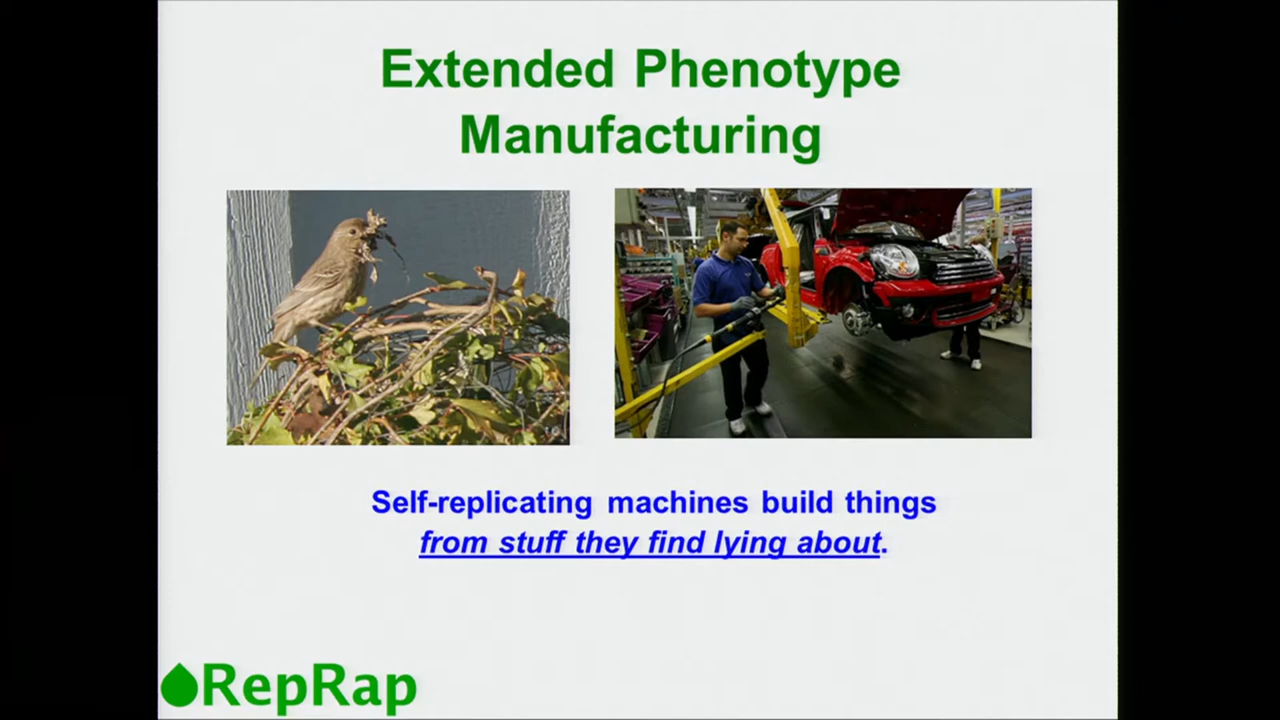 Extended Phenotype
Manufacturing
Self-replicating machines build things
from stuff they find lying about.
RepRap